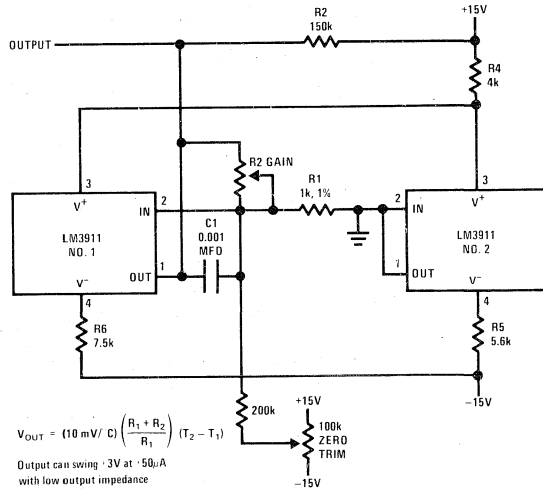 R2
150k
+15V
OUTPUT
R4
4k
3
V+
2
IN
LM3911
NO. 1
OUT
1
V−
4
R2 GAIN
R1
1k, 1%
C1
0.001
MFD
3
V+
2
IN
LM3911
NO. 2
1
OUT
V−
4
R6
7.5k
R5
5.6k
−15V
200k
+15V
100k
ZERO
TRIM
−15V
VOUT = (10 mV/ C) (R1 + R2 / R1) (T2 − T1)
Output can swing ·3V at ·50μA
with low output impedance